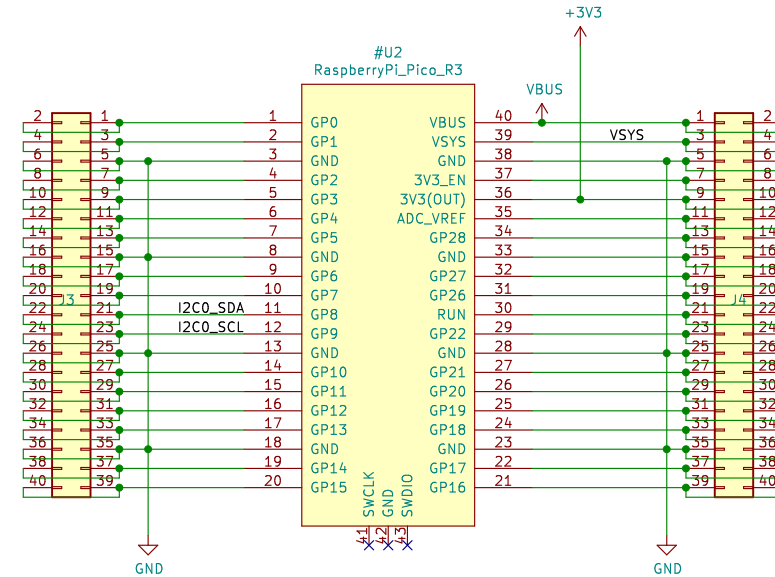 +3V3
#U2
RaspberryPi_Pico_R3
VBUS
2 1 1 GP0 VBUS 40 1 2
4 3 2 GP1 VSYS 39 VSYS 3 4
6 5 3 GND GND 38 5 6
8 7 4 GP2 3V3_EN 37 7 8
10 9 5 GP3 3V3(OUT) 36 9 10
12 11 6 GP4 ADC_VREF 35 11 12
14 13 7 GP5 GP28 34 13 14
16 15 8 GND GND 33 15 16
18 17 9 GP6 GP27 32 17 18
20 19 10 GP7 GP26 31 19 20
J3 J4
22 21 I2C0_SDA 11 GP8 RUN 30 21 22
24 23 I2C0_SCL 12 GP9 GP22 29 23 24
26 25 13 GND GND 28 25 26
28 27 14 GP10 GP21 27 27 28
30 29 15 GP11 GP20 26 29 30
32 31 16 GP12 GP19 25 31 32
34 33 17 GP13 GP18 24 33 34
36 35 18 GND GND 23 35 36
38 37 19 GP14 GP17 22 37 38
40 39 20 GP15 GP16 21 39 40
SWCLK GND SWDIO
41 42 43
GND GND